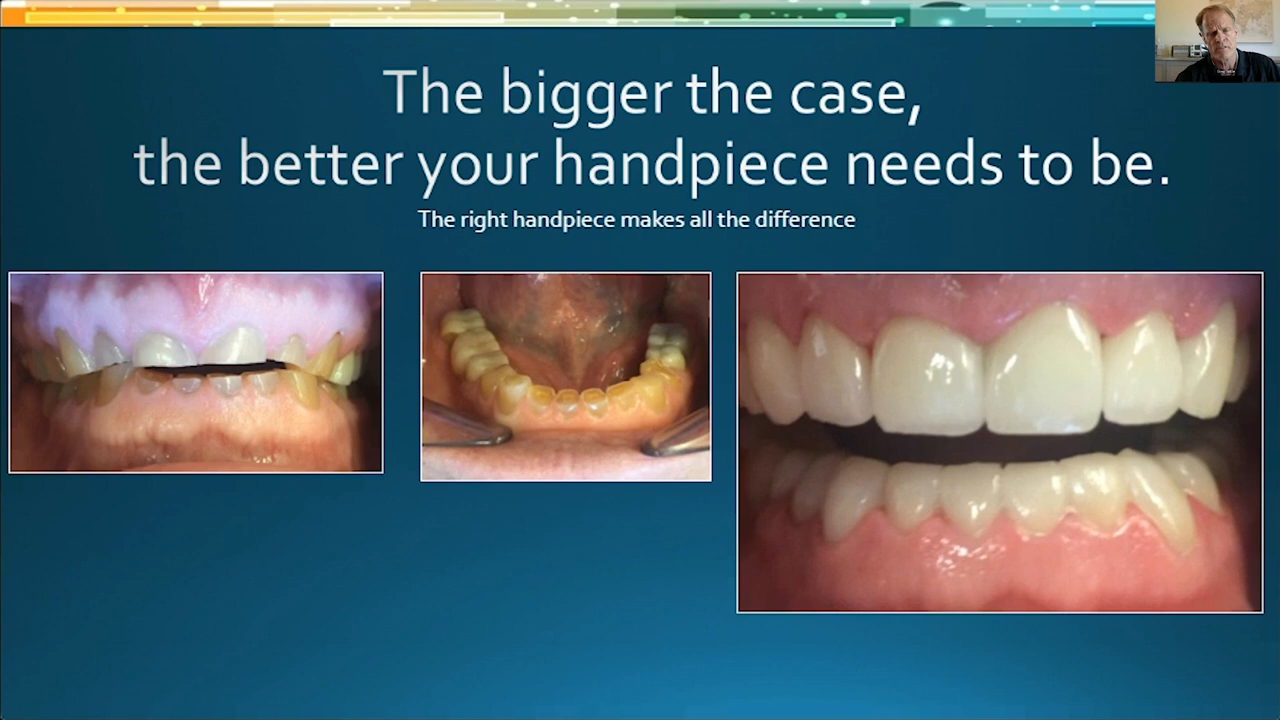 The bigger the case,
the better your handpiece needs to be.
The right handpiece makes all the difference